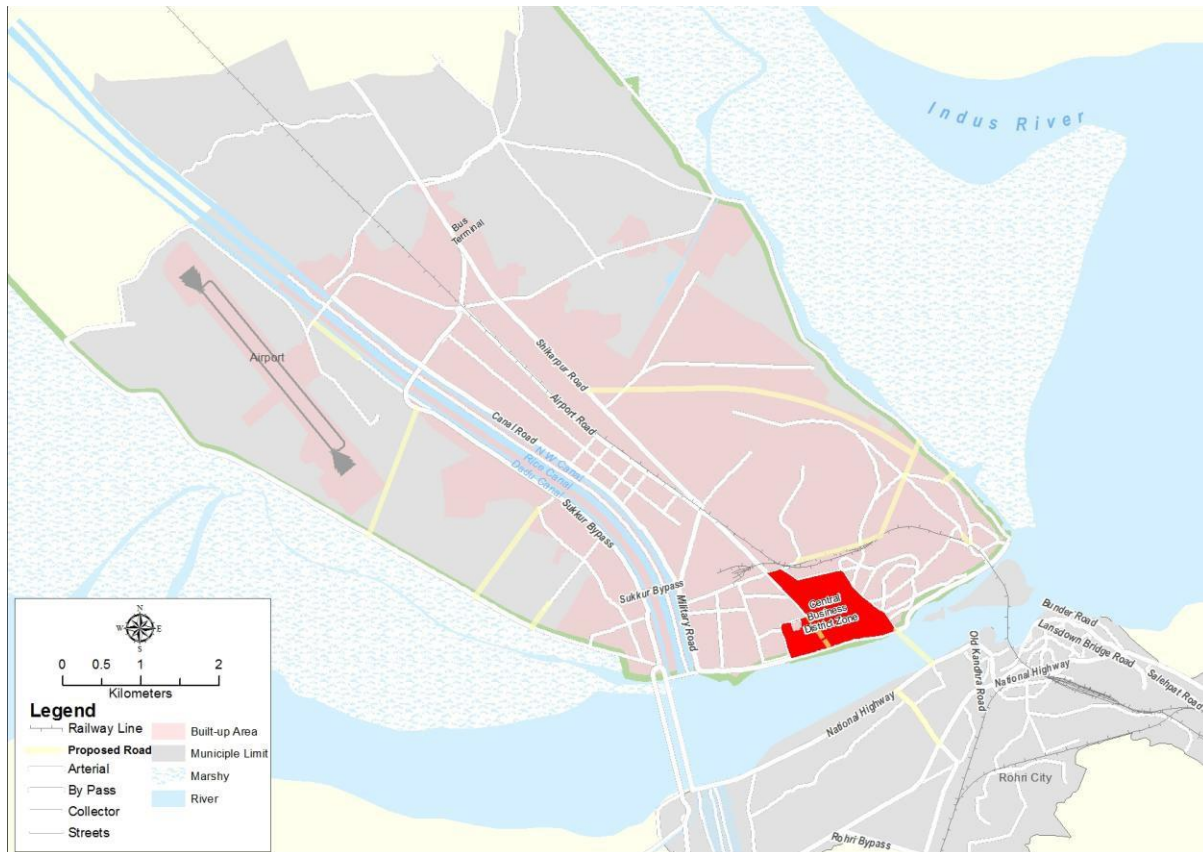 Indus River
Bus
Terminal
Airport
Shikarpur Road
Airport Road
Canal Road
N W Canal
Rice Canal
Dadu Canal
Sukkur Bypass
Sukkur Bypass
Military Road
Central
Business
District Zone
Bunder Road
Lansdown Bridge Road
Salehpat Road
Old Kandhra Road
National Highway
National Highway
Rohri City
Rohri Bypass
N
W E
S
0 0.5 1 2
Kilometers
Legend
Railway Line
Proposed Road
Arterial
By Pass
Collector
Streets
Built-up Area
Municiple Limit
Marshy
River